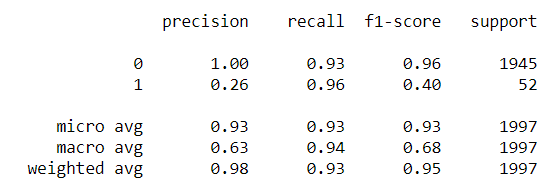 precision recall f1-score support
0 1.00 0.93 0.96 1945
1 0.26 0.96 0.40 52
micro avg 0.93 0.93 0.93 1997
macro avg 0.63 0.94 0.68 1997
weighted avg 0.98 0.93 0.95 1997